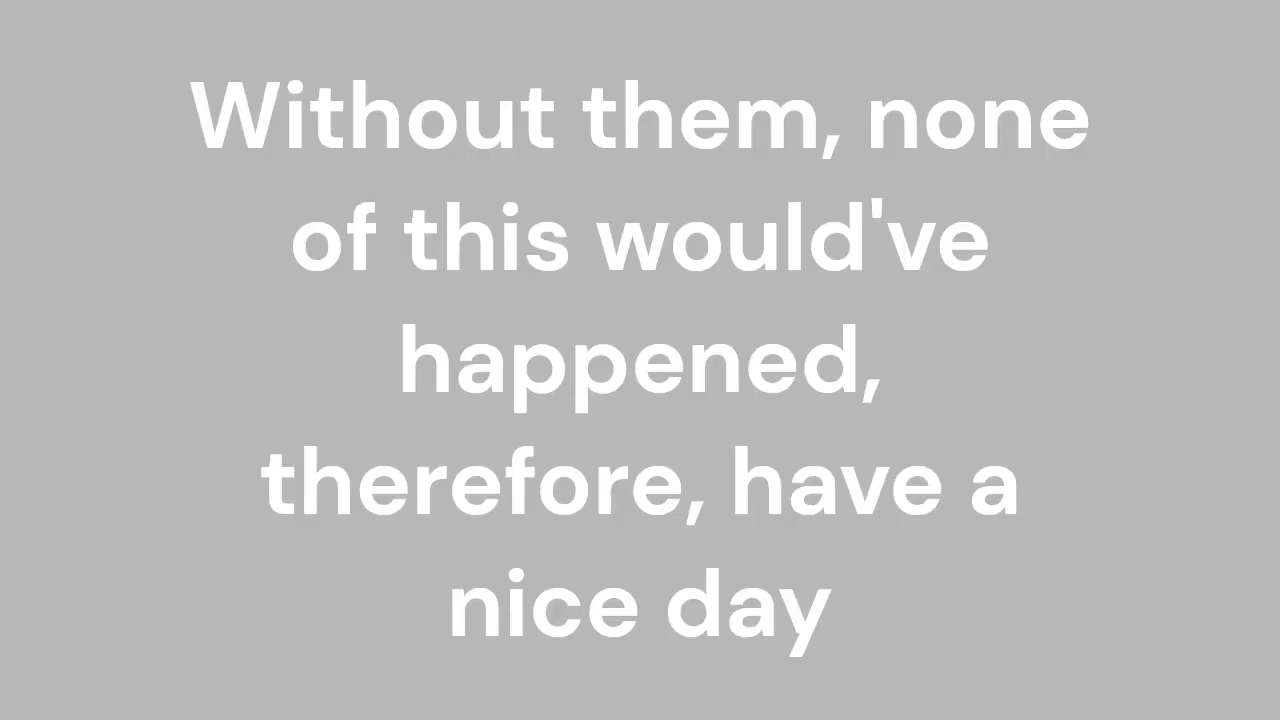 Without them, none
of this would've
happened,
therefore, have a
nice day